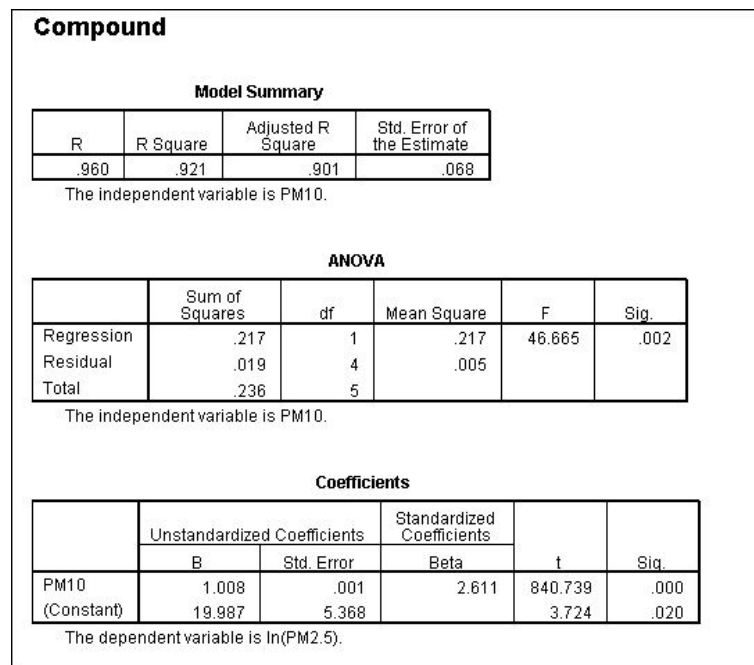 Compound
Model Summary
R R Square Adjusted R Square Std. Error of the Estimate
.960 .921 .901 .068
The independent variable is PM10.
ANOVA
Sum of Squares df Mean Square F Sig.
Regression .217 1 .217 46.665 .002
Residual .019 4 .005
Total .236 5
The independent variable is PM10.
Coefficients
Unstandardized Coefficients Standardized Coefficients
B Std. Error Beta t Sig.
PM10 1.008 .001 2.611 840.739 .000
(Constant) 19.987 5.368 3.724 .020
The dependent variable is ln(PM2.5).